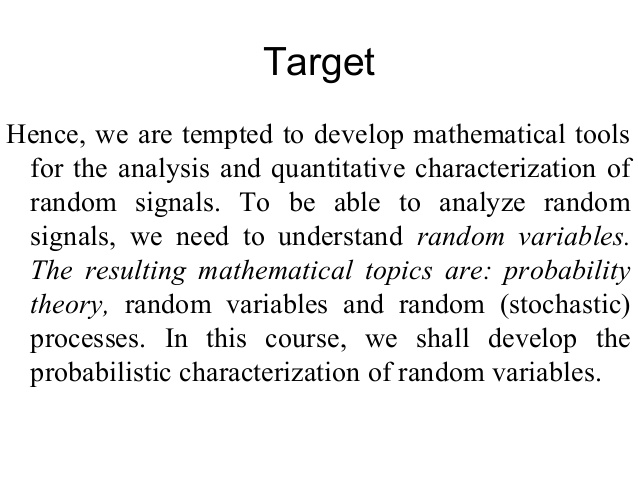 Target
Hence, we are tempted to develop mathematical tools
for the analysis and quantitative characterization of
random signals. To be able to analyze random
signals, we need to understand random variables.
The resulting mathematical topics are: probability
theory, random variables and random (stochastic)
processes. In this course, we shall develop the
probabilistic characterization of random variables.